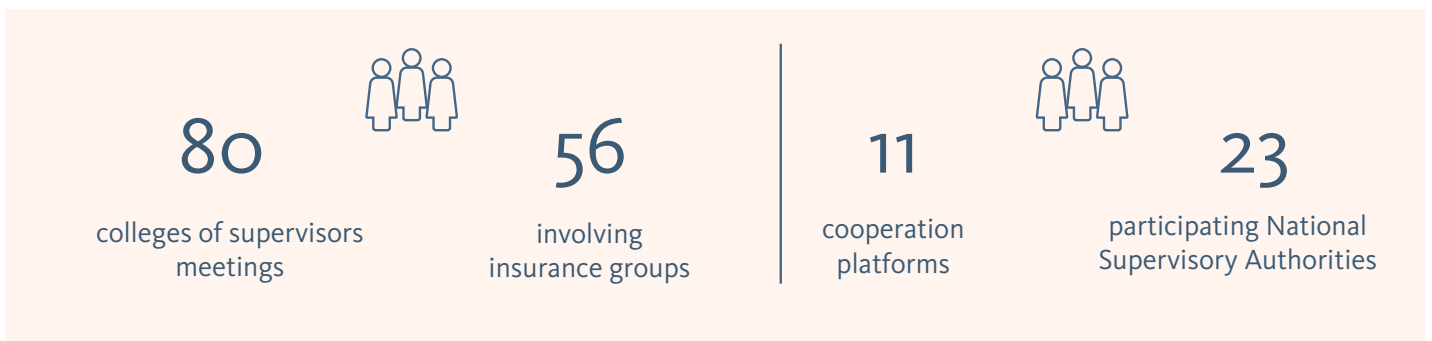 80
colleges of supervisors
meetings
56
involving
insurance groups
11
cooperation
platforms
23
participating National
Supervisory Authorities